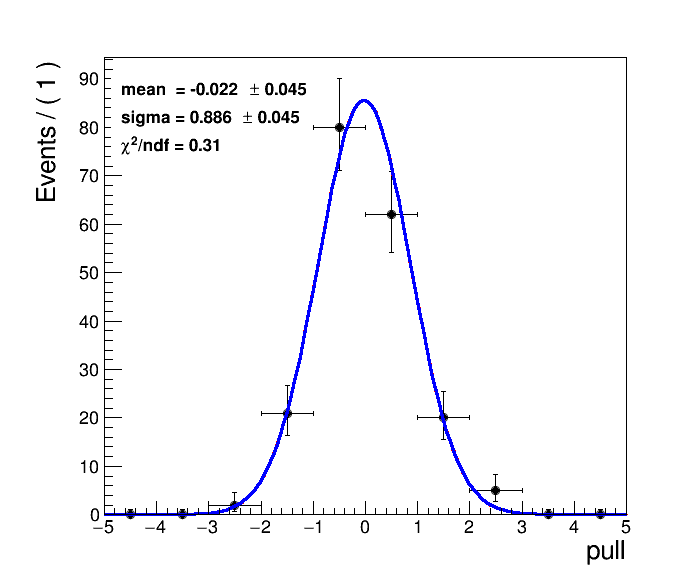 Events / ( 1 )
mean = -0.022 ± 0.045
sigma = 0.886 ± 0.045
χ²/ndf = 0.31
90
80
70
60
50
40
30
20
10
0
−5 −4 −3 −2 −1 0 1 2 3 4 5
pull